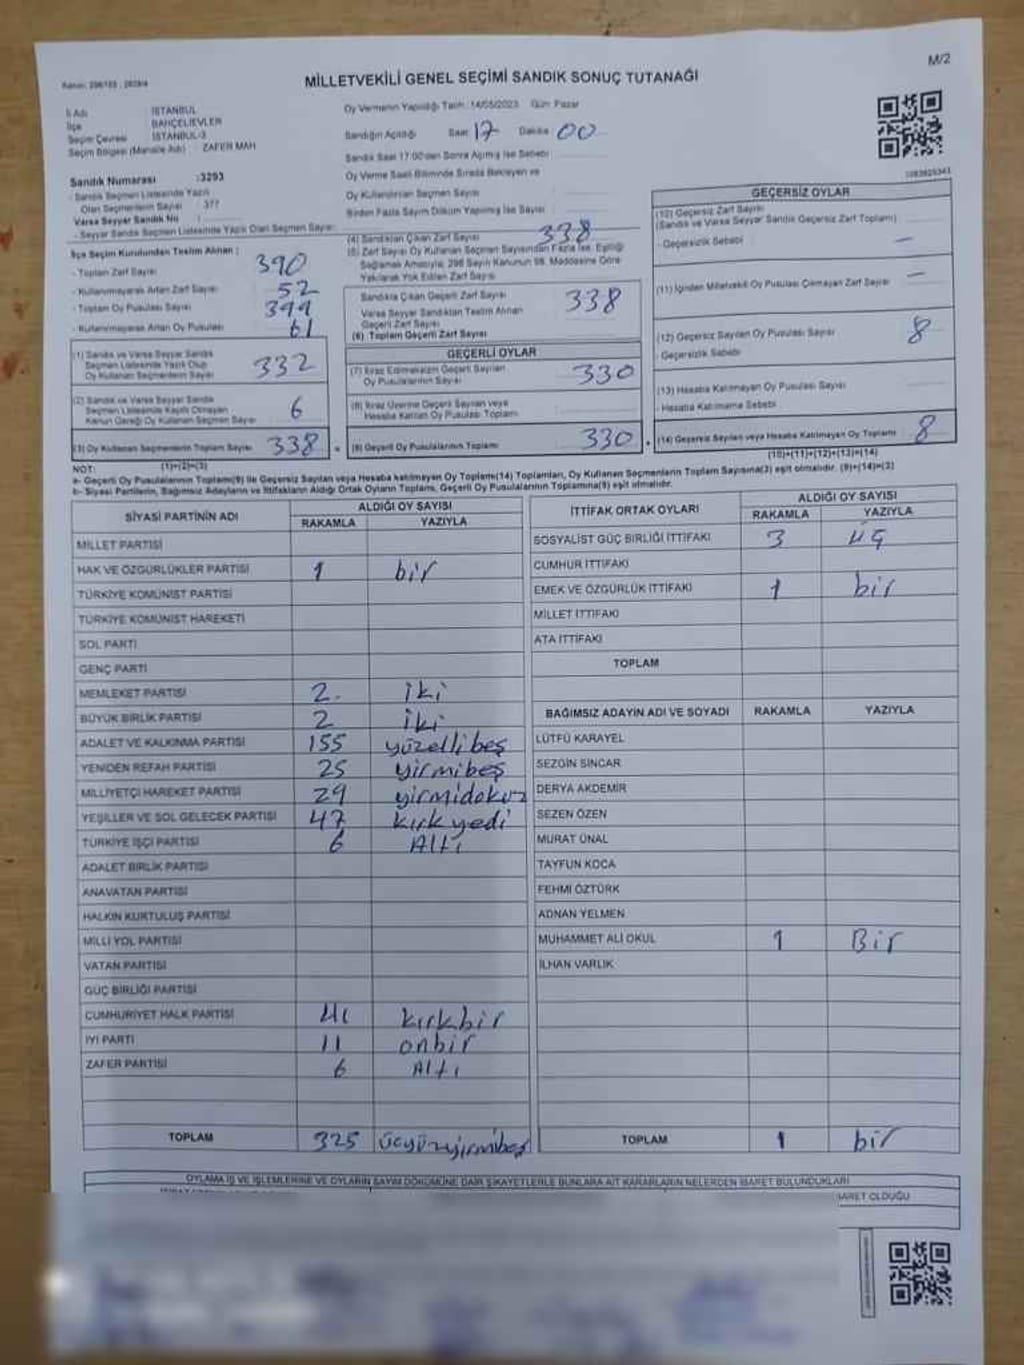 M/2
MİLLETVEKİLİ GENEL SEÇİMİ SANDIK SONUÇ TUTANAĞI
İl Adı : İSTANBUL
İlçe : BAHÇELİEVLER
Seçim Çevresi : İSTANBUL-3
Seçim Bölgesi (Mahalle Adı) : ZAFER MAH
Sandık Numarası :3293
- Sandık Seçmen Listesinde Yazılı
Olan Seçmenlerin Sayısı : 377
Varsa Seyyar Sandık No :
- Seyyar Sandık Seçmen Listesinde Yazılı Olan Seçmen Sayısı:
Oy Vermenin Yapıldığı Tarih :14/05/2023 Gün: Pazar
Sandığın Açıldığı Saat 17 Dakika 00
Sandık Saat 17:00'den Sonra Açılmış İse Sebebi
Oy Verme Saati Bitiminde Sırada Bekleyen ve
Oy Kullandırılan Seçmen Sayısı
Birden Fazla Sayım Döküm Yapılmış İse Sayısı
İlçe Seçim Kurulundan Teslim Alınan :
- Toplam Zarf Sayısı 390
- Kullanılmayarak Artan Zarf Sayısı 52
- Toplam Oy Pusulası Sayısı 399
- Kullanılmayarak Artan Oy Pusulası 61
(1) Sandık ve Varsa Seyyar Sandık
Seçmen Listesinde Yazılı Olup
Oy Kullanan Seçmenlerin Sayısı 332
(2) Sandık ve Varsa Seyyar Sandık
Seçmen Listesinde Kayıtlı Olmayan
Kanun Gereği Oy Kullanan Seçmen Sayısı 6
(3) Oy Kullanan Seçmenlerin Toplam Sayısı 338 =
(1)+(2)=(3)
(4) Sandıktan Çıkan Zarf Sayısı 338
(5) Zarf Sayısı Oy Kullanan Seçmen Sayısından Fazla İse, Eşitliği
Sağlamak Amacıyla, 298 Sayılı Kanunun 98. Maddesine Göre
Yakılarak Yok Edilen Zarf Sayısı
Sandıkta Çıkan Geçerli Zarf Sayısı 338
Varsa Seyyar Sandıktan Teslim Alınan
Geçerli Zarf Sayısı
(6) Toplam Geçerli Zarf Sayısı
GEÇERLİ OYLAR
(7) İtiraz Edilmeksizin Geçerli Sayılan
Oy Pusulalarının Sayısı 330
(8) İtiraz Üzerine Geçerli Sayılan veya
Hesaba Katılan Oy Pusulası Toplamı
(9) Geçerli Oy Pusulalarının Toplamı 330 +
GEÇERSİZ OYLAR
(10) Geçersiz Zarf Sayısı
(Sandık ve Varsa Seyyar Sandık Geçersiz Zarf Toplamı) —
- Geçersizlik Sebebi
(11) İçinden Milletvekili Oy Pusulası Çıkmayan Zarf Sayısı —
(12) Geçersiz Sayılan Oy Pusulası Sayısı 8
- Geçersizlik Sebebi
(13) Hesaba Katılmayan Oy Pusulası Sayısı
- Hesaba Katılmama Sebebi
(14) Geçersiz Sayılan veya Hesaba Katılmayan Oy Toplamı 8
(10)+(11)+(12)+(13)=(14)
NOT:
a- Geçerli Oy Pusulalarının Toplamı(9) ile Geçersiz Sayılan veya Hesaba katılmayan Oy Toplamı(14) Toplamları, Oy Kullanan Seçmenlerin Toplam Sayısına(3) eşit olmalıdır. (9)+(14)=(3)
b- Siyasi Partilerin, Bağımsız Adayların ve İttifakların Aldığı Ortak Oyların Toplamı, Geçerli Oy Pusulalarının Toplamına(9) eşit olmalıdır.
SİYASİ PARTİNİN ADI ALDIĞI OY SAYISI
RAKAMLA YAZIYLA
MİLLET PARTİSİ
HAK VE ÖZGÜRLÜKLER PARTİSİ 1 bir
TÜRKİYE KOMÜNİST PARTİSİ
TÜRKİYE KOMÜNİST HAREKETİ
SOL PARTİ
GENÇ PARTİ
MEMLEKET PARTİSİ 2. iki
BÜYÜK BİRLİK PARTİSİ 2 iki
ADALET VE KALKINMA PARTİSİ 155 yüzellibeş
YENİDEN REFAH PARTİSİ 25 yirmibeş
MİLLİYETÇİ HAREKET PARTİSİ 29 yirmidokuz
YEŞİLLER VE SOL GELECEK PARTİSİ 47 kırkyedi
TÜRKİYE İŞÇİ PARTİSİ 6 Altı
ADALET BİRLİK PARTİSİ
ANAVATAN PARTİSİ
HALKIN KURTULUŞ PARTİSİ
MİLLİ YOL PARTİSİ
VATAN PARTİSİ
GÜÇ BİRLİĞİ PARTİSİ
CUMHURİYET HALK PARTİSİ 41 kırkbir
İYİ PARTİ 11 onbir
ZAFER PARTİSİ 6 Altı
TOPLAM 325 üçyüzyirmibeş
İTTİFAK ORTAK OYLARI ALDIĞI OY SAYISI
RAKAMLA YAZIYLA
SOSYALİST GÜÇ BİRLİĞİ İTTİFAKI 3 üç
CUMHUR İTTİFAKI
EMEK VE ÖZGÜRLÜK İTTİFAKI 1 bir
MİLLET İTTİFAKI
ATA İTTİFAKI
TOPLAM
BAĞIMSIZ ADAYIN ADI VE SOYADI RAKAMLA YAZIYLA
LÜTFÜ KARAYEL
SEZGİN SİNCAR
DERYA AKDEMİR
SEZEN ÖZEN
MURAT ÜNAL
TAYFUN KOCA
FEHMİ ÖZTÜRK
ADNAN YELMEN
MUHAMMET ALİ OKUL 1 Bir
İLHAN VARLIK
TOPLAM 1 bir
OYLAMA İŞ VE İŞLEMLERİNE VE OYLARIN SAYIM DÖKÜMÜNE DAİR ŞİKAYETLERLE BUNLARA AİT KARARLARIN NELERDEN İBARET BULUNDUKLARI